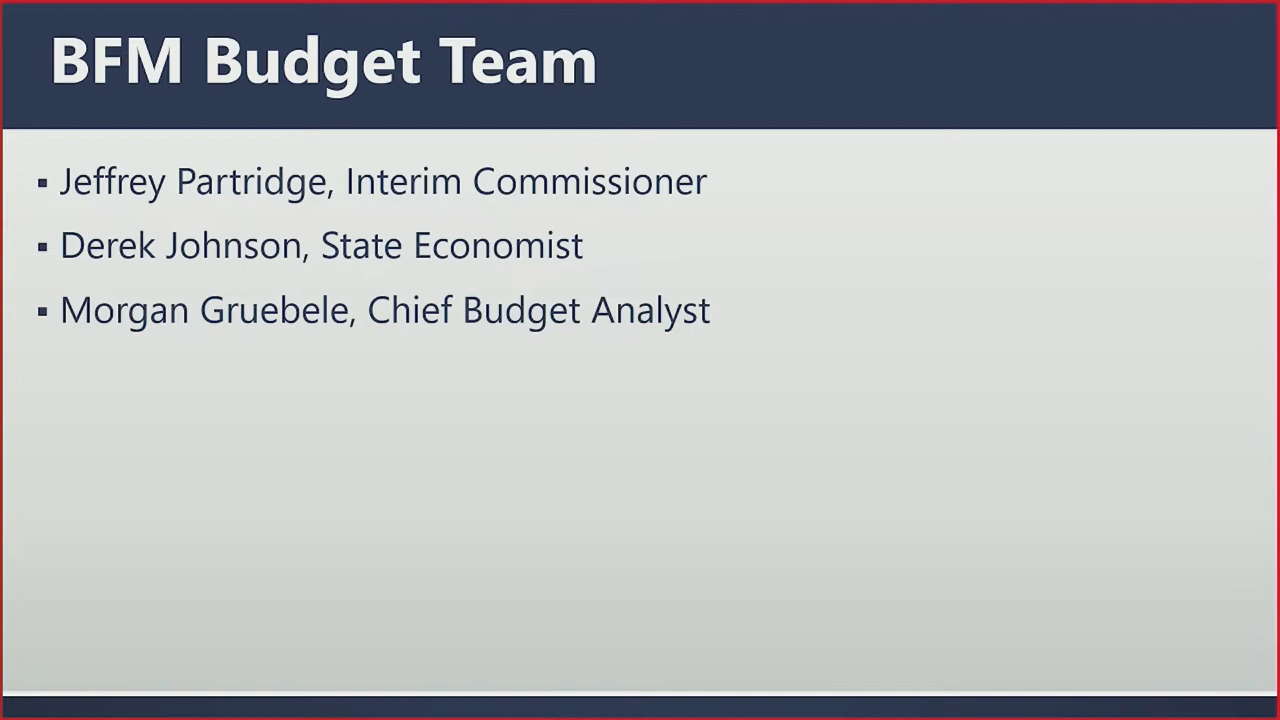 BFM Budget Team
▪ Jeffrey Partridge, Interim Commissioner
▪ Derek Johnson, State Economist
▪ Morgan Gruebele, Chief Budget Analyst